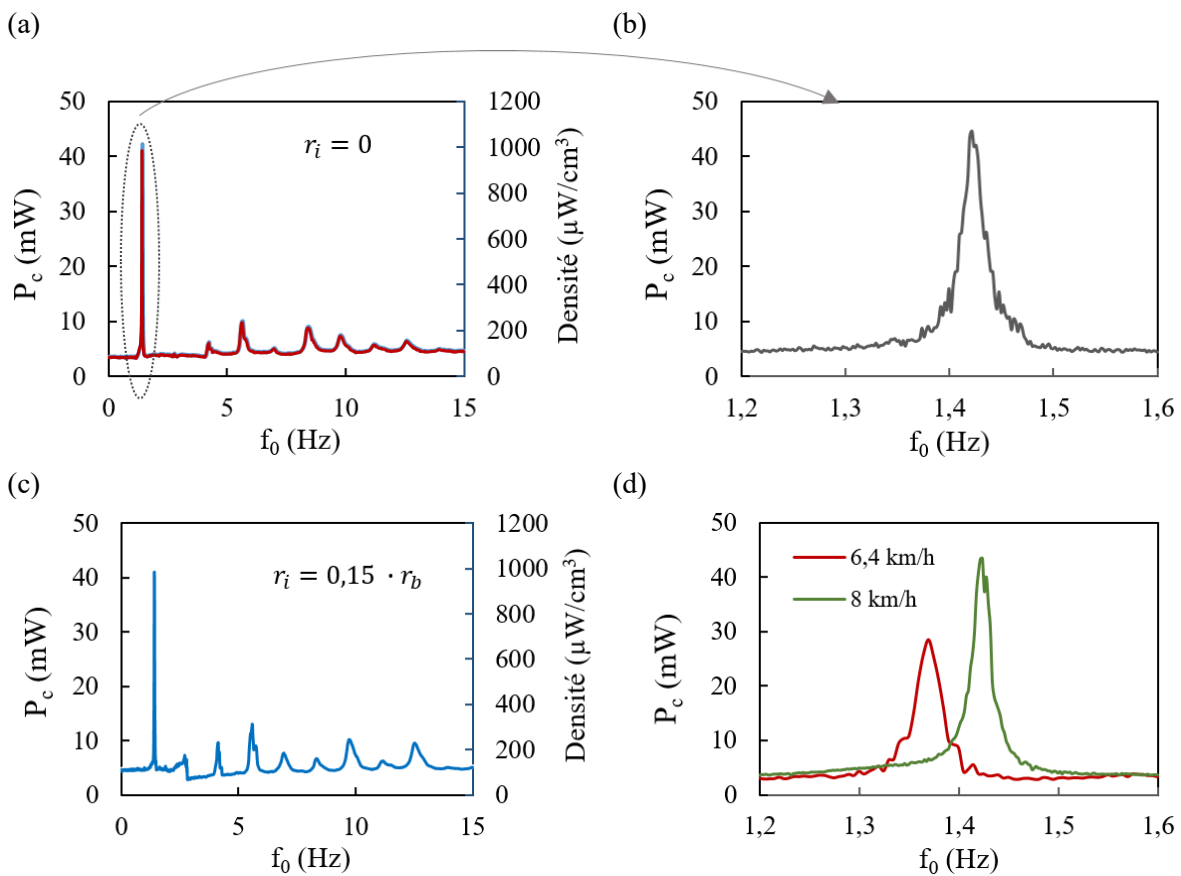 (a)
(b)
50
40
30
20
10
0
P_c (mW)
1200
1000
800
600
400
200
0
Densité (µW/cm³)
r_i = 0
0 5 10 15
f_0 (Hz)
50
40
30
20
10
0
P_c (mW)
1,2 1,3 1,4 1,5 1,6
f_0 (Hz)
(c)
(d)
50
40
30
20
10
0
P_c (mW)
1200
1000
800
600
400
200
0
Densité (µW/cm³)
r_i = 0,15 · r_b
0 5 10 15
f_0 (Hz)
50
40
30
20
10
0
P_c (mW)
6,4 km/h
8 km/h
1,2 1,3 1,4 1,5 1,6
f_0 (Hz)